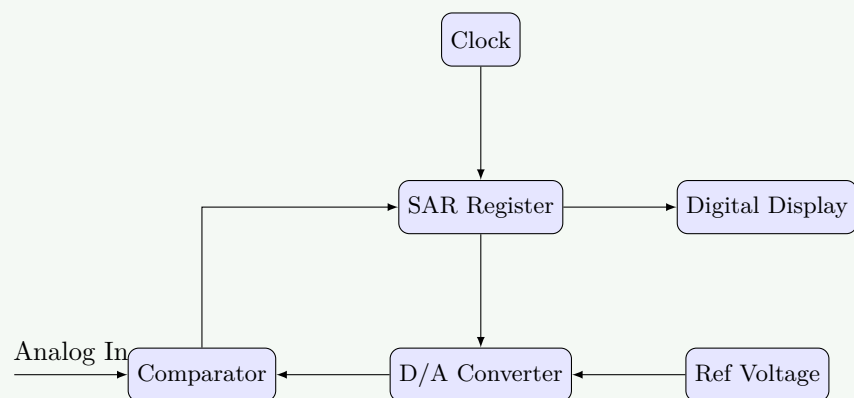 Clock
SAR Register
Digital Display
Analog In
Comparator
D/A Converter
Ref Voltage